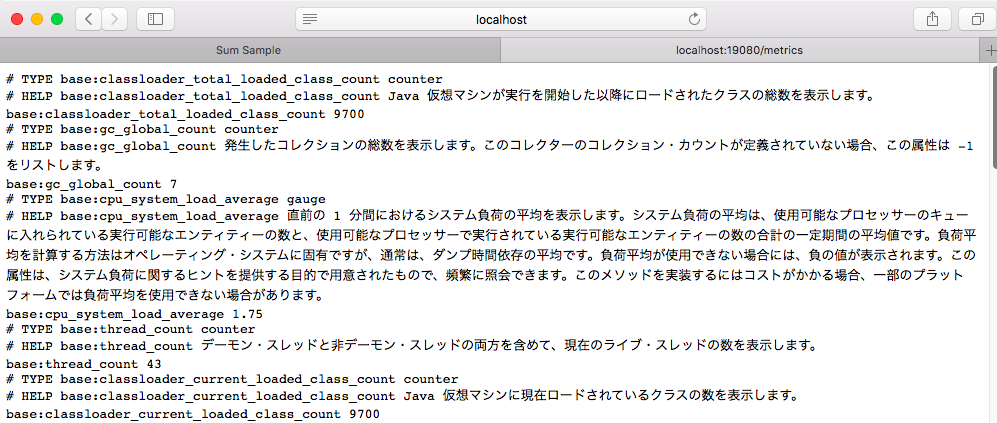 localhost
Sum Sample
localhost:19080/metrics
# TYPE base:classloader_total_loaded_class_count counter
# HELP base:classloader_total_loaded_class_count Java 仮想マシンが実行を開始した以降にロードされたクラスの総数を表示します。
base:classloader_total_loaded_class_count 9700
# TYPE base:gc_global_count counter
# HELP base:gc_global_count 発生したコレクションの総数を表示します。このコレクターのコレクション・カウントが定義されていない場合、この属性は -1
をリストします。
base:gc_global_count 7
# TYPE base:cpu_system_load_average gauge
# HELP base:cpu_system_load_average 直前の 1 分間におけるシステム負荷の平均を表示します。システム負荷の平均は、使用可能なプロセッサーのキュー
に入れられている実行可能なエンティティーの数と、使用可能なプロセッサーで実行されている実行可能なエンティティーの数の合計の一定期間の平均値です。負荷平
均を計算する方法はオペレーティング・システムに固有ですが、通常は、ダンプ時間依存の平均です。負荷平均が使用できない場合には、負の値が表示されます。この
属性は、システム負荷に関するヒントを提供する目的で用意されたもので、頻繁に照会できます。このメソッドを実装するにはコストがかかる場合、一部のプラット
フォームでは負荷平均を使用できない場合があります。
base:cpu_system_load_average 1.75
# TYPE base:thread_count counter
# HELP base:thread_count デーモン・スレッドと非デーモン・スレッドの両方を含めて、現在のライブ・スレッドの数を表示します。
base:thread_count 43
# TYPE base:classloader_current_loaded_class_count counter
# HELP base:classloader_current_loaded_class_count Java 仮想マシンに現在ロードされているクラスの数を表示します。
base:classloader_current_loaded_class_count 9700